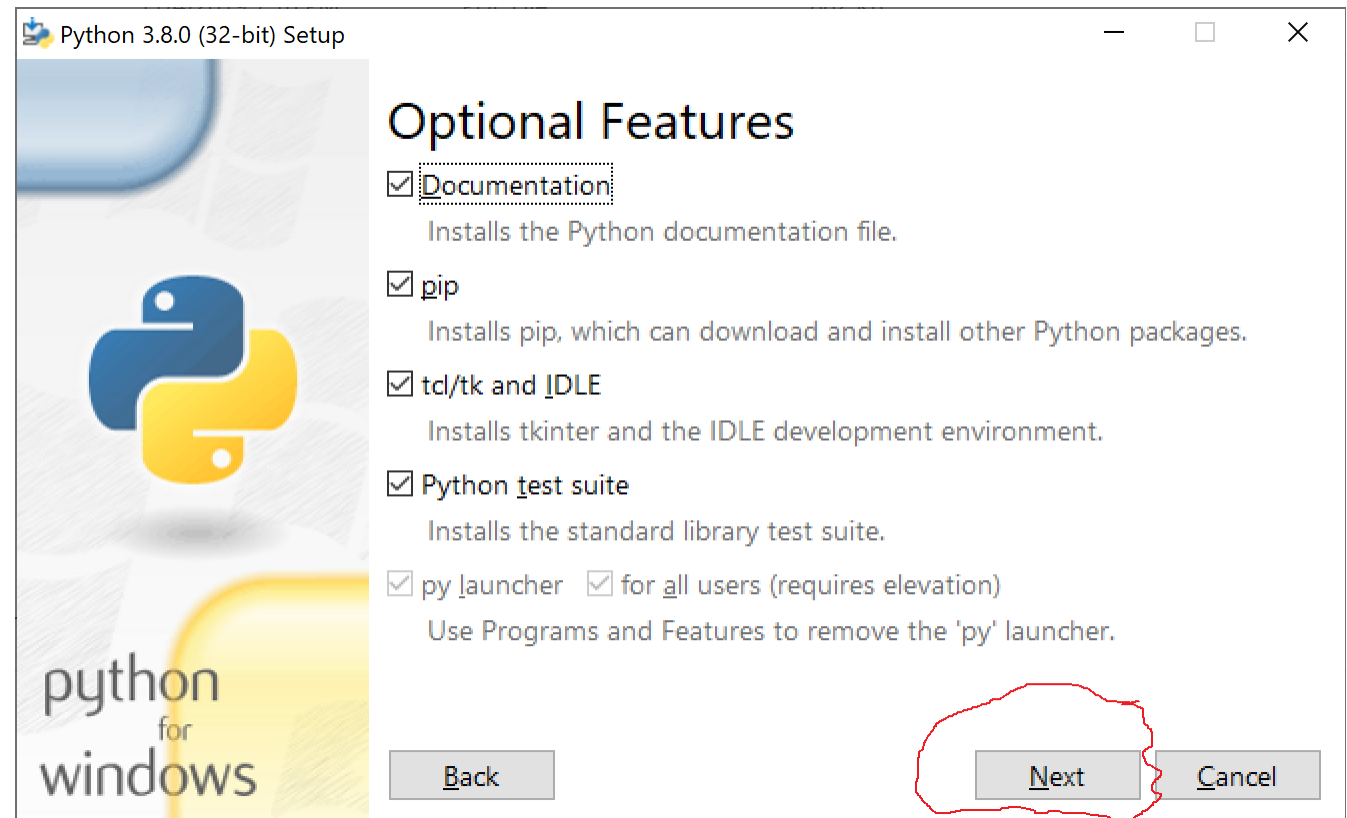 Python 3.8.0 (32-bit) Setup
Optional Features
Documentation
Installs the Python documentation file.
pip
Installs pip, which can download and install other Python packages.
tcl/tk and IDLE
Installs tkinter and the IDLE development environment.
Python test suite
Installs the standard library test suite.
py launcher for all users (requires elevation)
Use Programs and Features to remove the 'py' launcher.
python
for
windows
Back Next Cancel